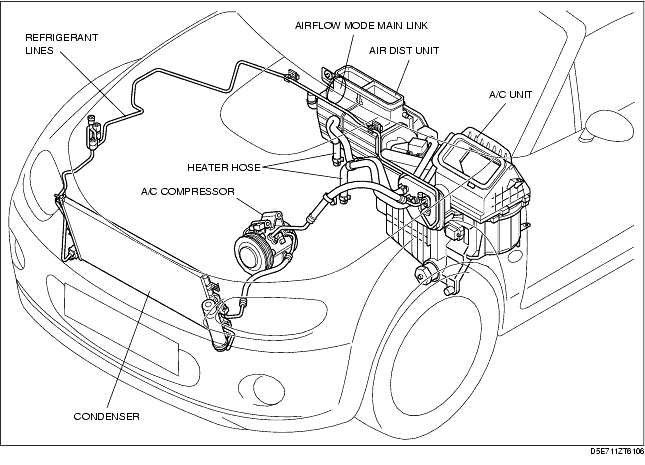 AIRFLOW MODE MAIN LINK
REFRIGERANT
LINES
AIR DIST UNIT
A/C UNIT
HEATER HOSE
A/C COMPRESSOR
CONDENSER
D5E711ZT6106